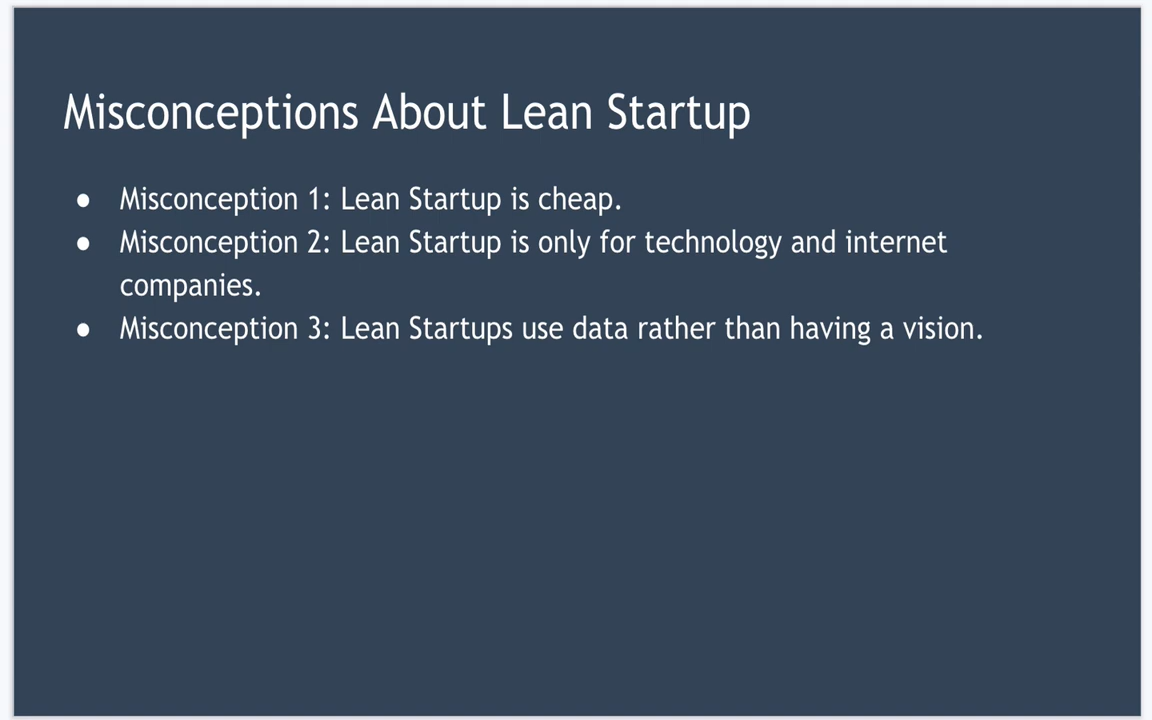 Misconceptions About Lean Startup
● Misconception 1: Lean Startup is cheap.
● Misconception 2: Lean Startup is only for technology and internet
companies.
● Misconception 3: Lean Startups use data rather than having a vision.